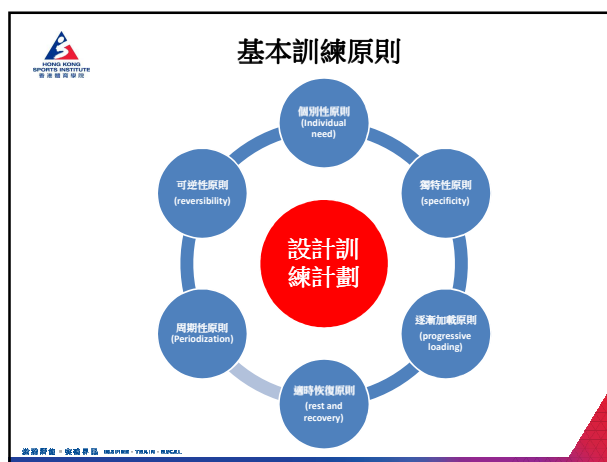 HONG KONG
SPORTS INSTITUTE
香港體育學院
基本訓練原則
個別性原則
(Individual
need)
獨特性原則
(specificity)
逐漸加載原則
(progressive
loading)
適時恢復原則
(rest and
recovery)
周期性原則
(Periodization)
可逆性原則
(reversibility)
設計訓
練計劃